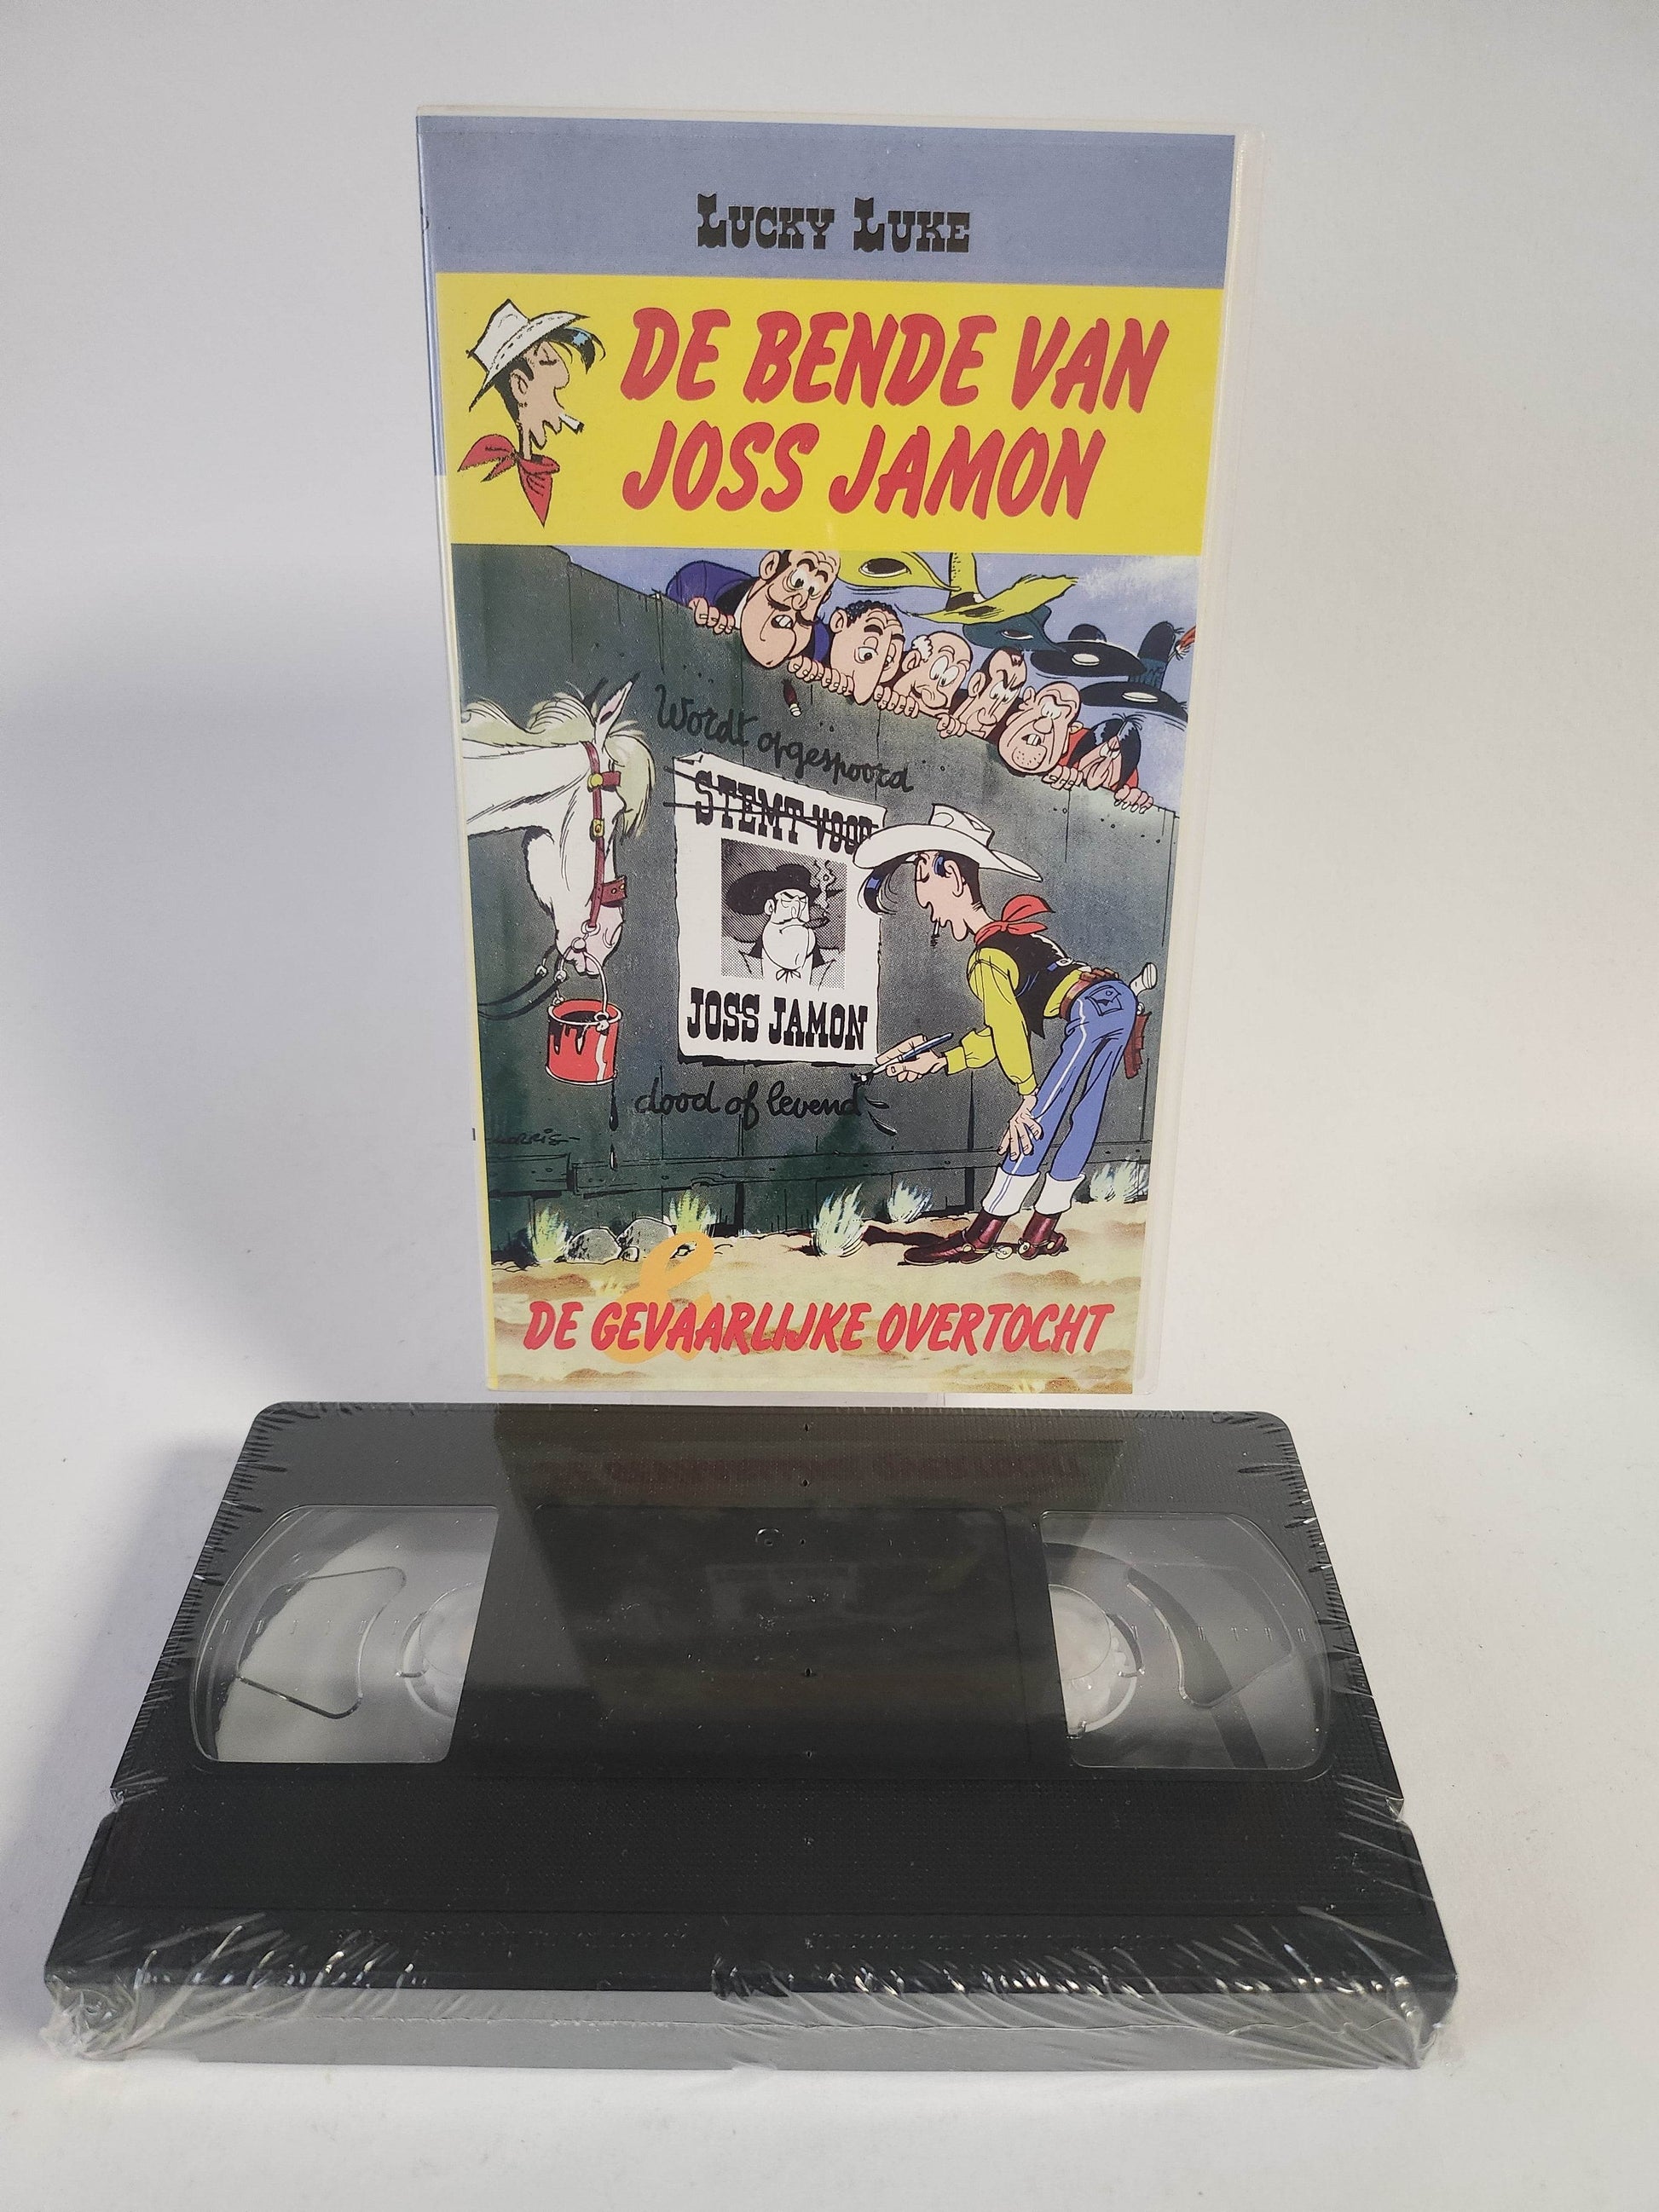 LUCKY LUKE
DE BENDE VAN
JOSS JAMON
Wordt opgespoord
STEMT VOOR
JOSS JAMON
dood of levend
morris
&
DE GEVAARLIJKE OVERTOCHT